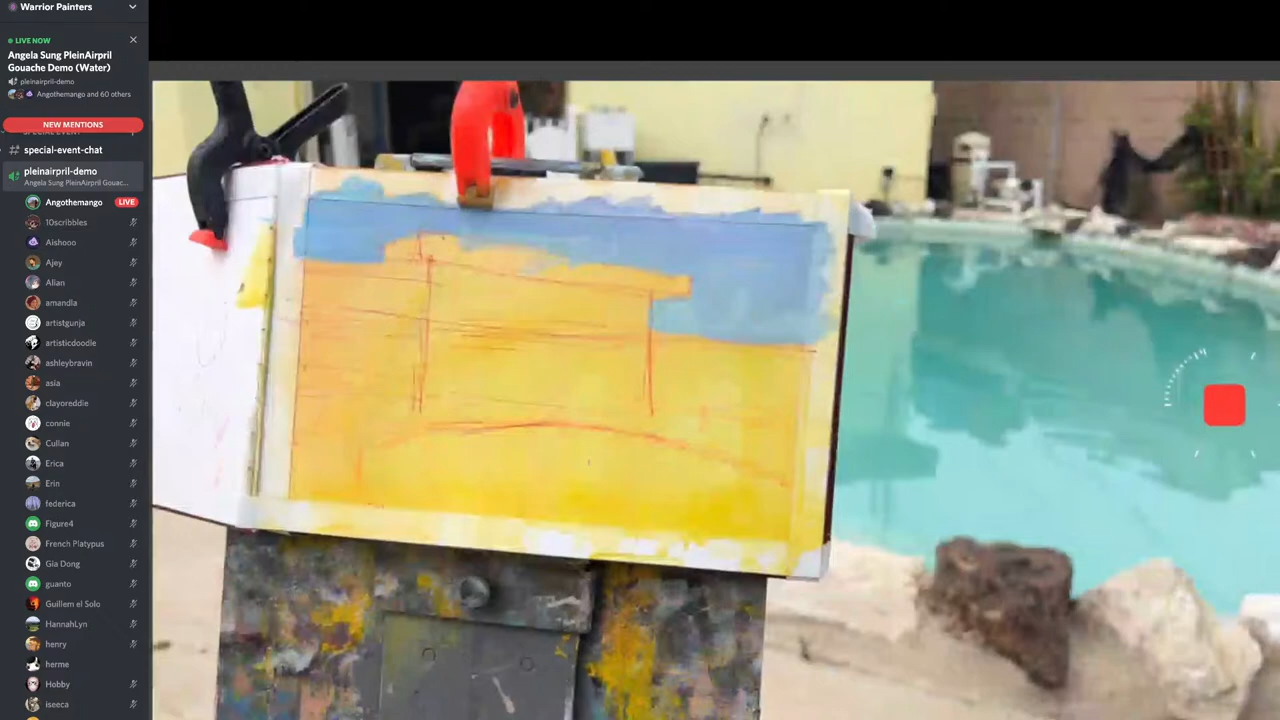 Warrior Painters
LIVE NOW
Angela Sung PleinAirpril
Gouache Demo (Water)
pleinairpril-demo
Angothemango and 60 others
NEW MENTIONS
SPECIAL EVENT
# special-event-chat
pleinairpril-demo
Angela Sung PleinAirpril Gouac...
Angothemango LIVE
10scribbles
Aishooo
Ajey
Alian
amandla
artistgunja
artisticdoodle
ashleybravin
asia
clayoreddie
connie
Cullan
Erica
Erin
federica
Figure4
French Platypus
Gia Dong
guanto
Guillem el Solo
HannahLyn
henry
herme
Hobby
iseeca